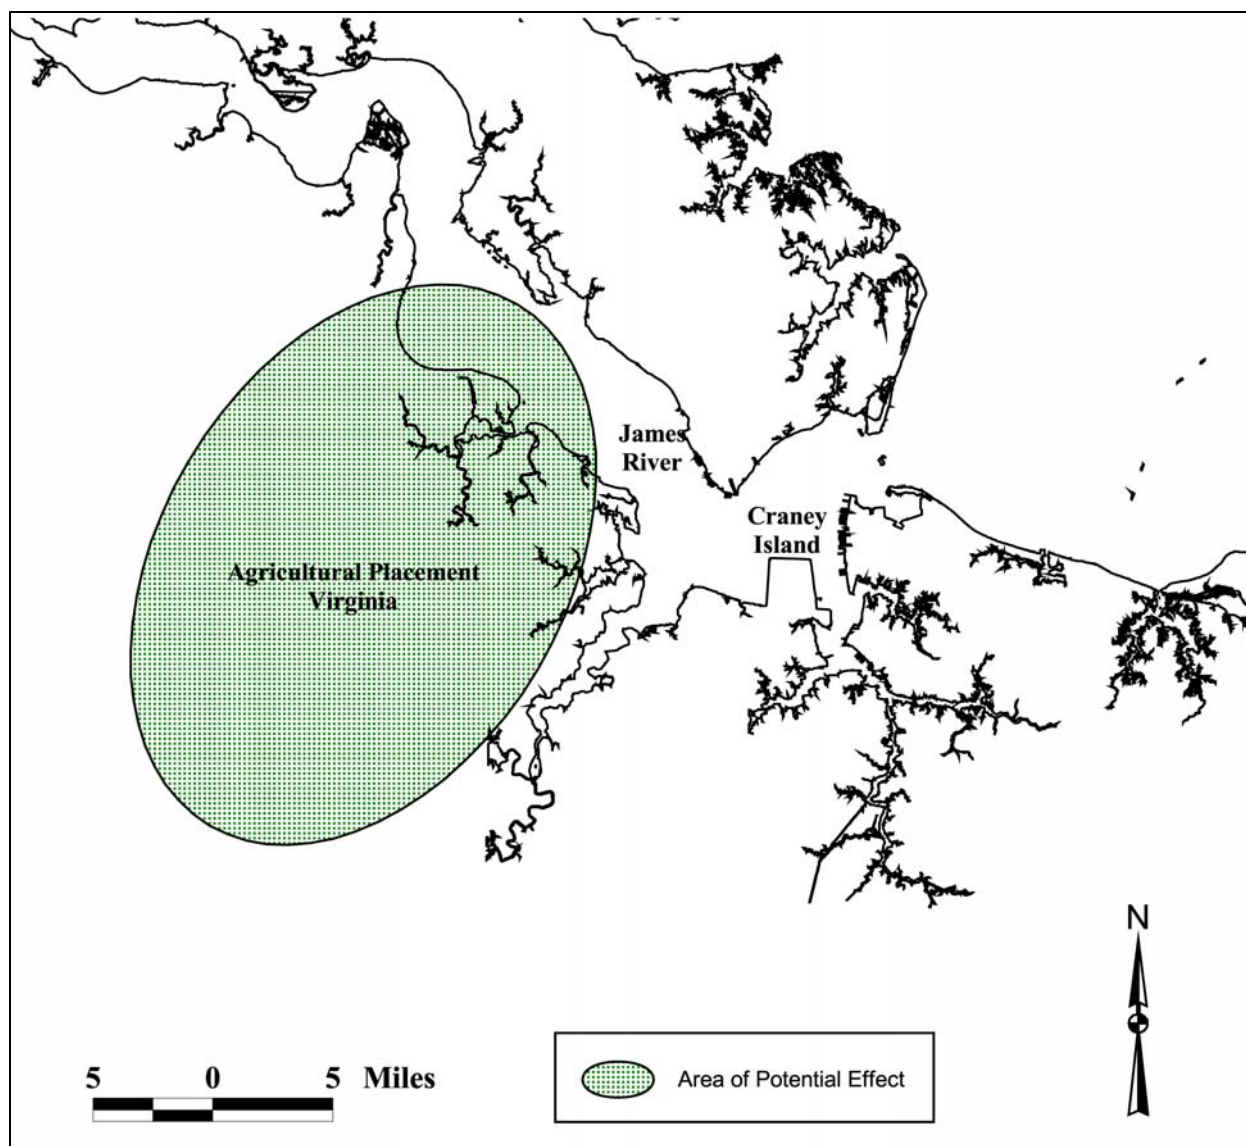 James
River
Craney
Island
Agricultural Placement
Virginia
N
5 0 5 Miles
Area of Potential Effect